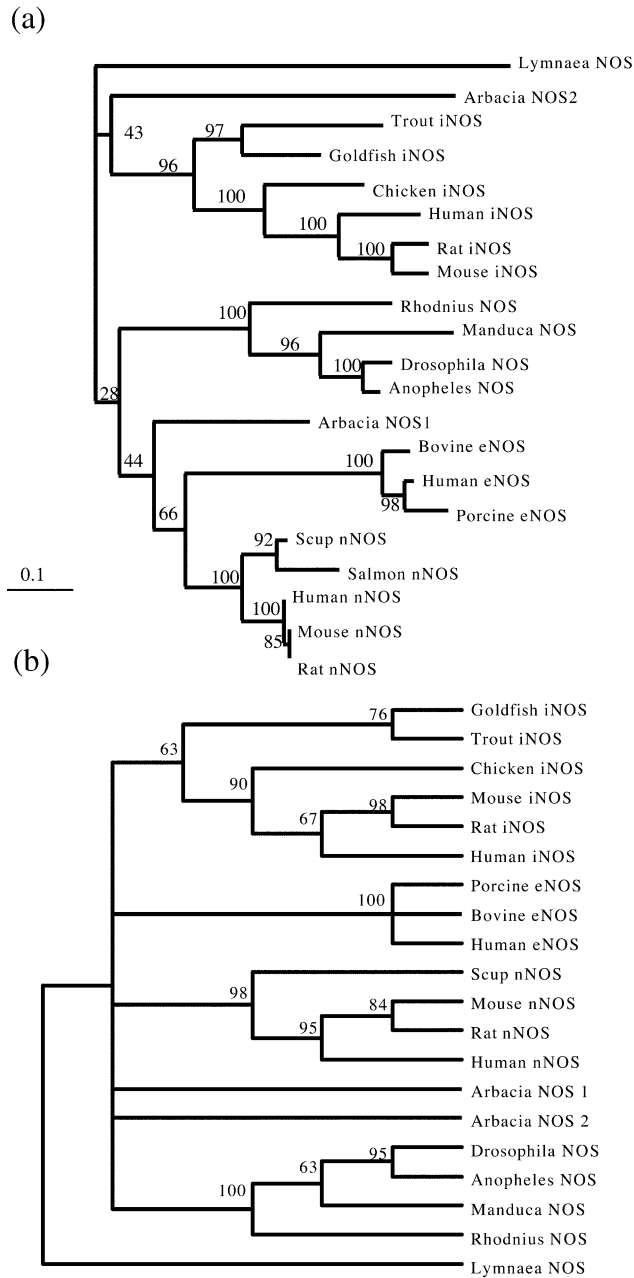 (a)
Lymnaea NOS
Arbacia NOS2
43
Trout iNOS
97
Goldfish iNOS
96
Chicken iNOS
100
Human iNOS
100
Rat iNOS
100
Mouse iNOS
Rhodnius NOS
100
Manduca NOS
96
Drosophila NOS
100
Anopheles NOS
28
Arbacia NOS1
44
Bovine eNOS
100
Human eNOS
98
Porcine eNOS
66
Scup nNOS
92
Salmon nNOS
100
0.1
Human nNOS
100
Mouse nNOS
85
Rat nNOS
(b)
Goldfish iNOS
76
Trout iNOS
63
Chicken iNOS
90
Mouse iNOS
98
67
Rat iNOS
Human iNOS
Porcine eNOS
100
Bovine eNOS
Human eNOS
Scup nNOS
98
Mouse nNOS
84
95
Rat nNOS
Human nNOS
Arbacia NOS 1
Arbacia NOS 2
Drosophila NOS
95
63
Anopheles NOS
100
Manduca NOS
Rhodnius NOS
Lymnaea NOS